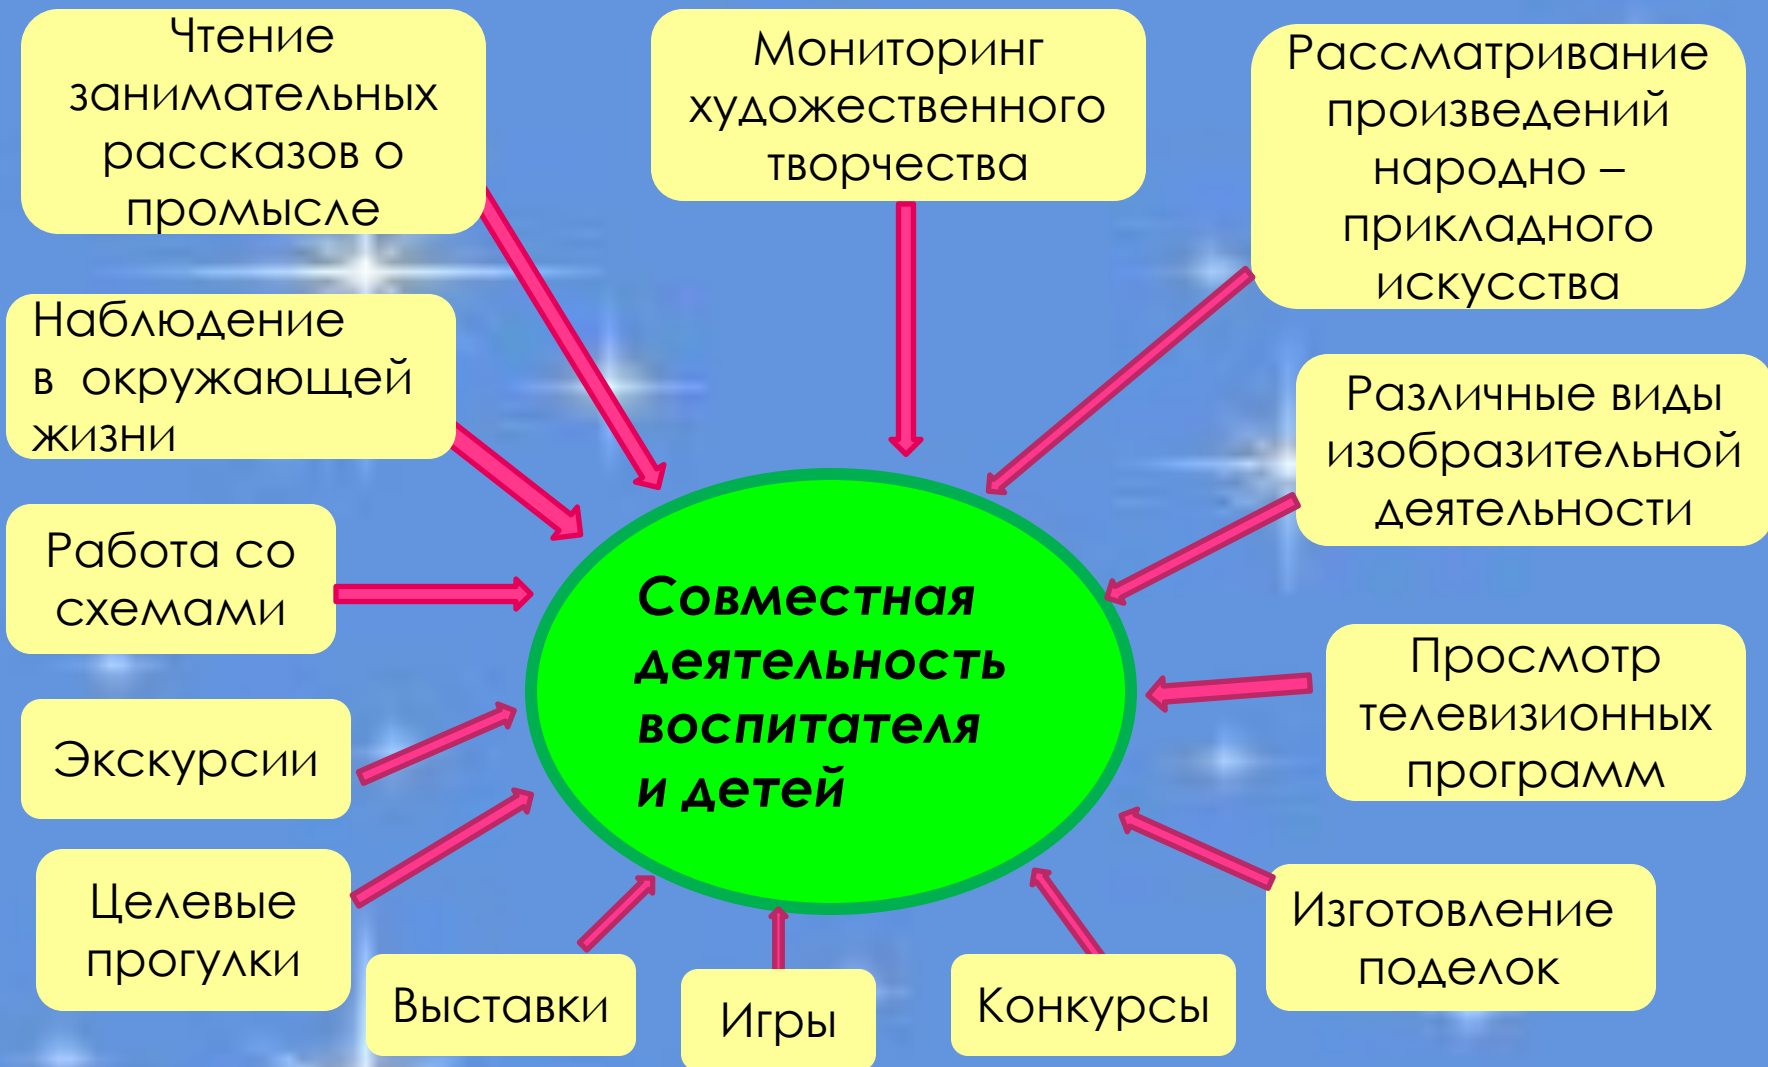 Чтение
занимательных
рассказов о
промысле
Мониторинг
художественного
творчества
Рассматривание
произведений
народно –
прикладного
искусства
Наблюдение
в  окружающей
жизни
Различные виды
изобразительной
деятельности
Работа со
схемами
Совместная
деятельность
воспитателя
и детей
Просмотр
телевизионных
программ
Экскурсии
Целевые
прогулки
Изготовление
поделок
Выставки
Игры
Конкурсы